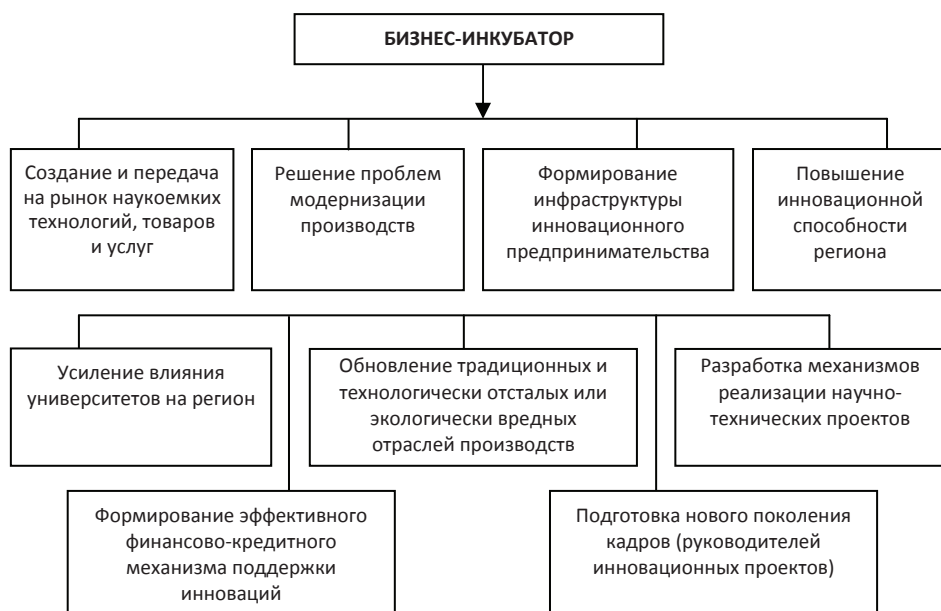 БИЗНЕС-ИНКУБАТОР
Создание и передача
на рынок наукоемких
технологий, товаров
и услуг
Решение проблем
модернизации
производств
Формирование
инфраструктуры
инновационного
предпринимательства
Повышение
инновационной
способности
региона
Усиление влияния
университетов на регион
Обновление традиционных и
технологически отсталых или
экологически вредных
отраслей производств
Разработка механизмов
реализации научно-
технических проектов
Формирование эффективного
финансово-кредитного
механизма поддержки
инноваций
Подготовка нового поколения
кадров (руководителей
инновационных проектов)